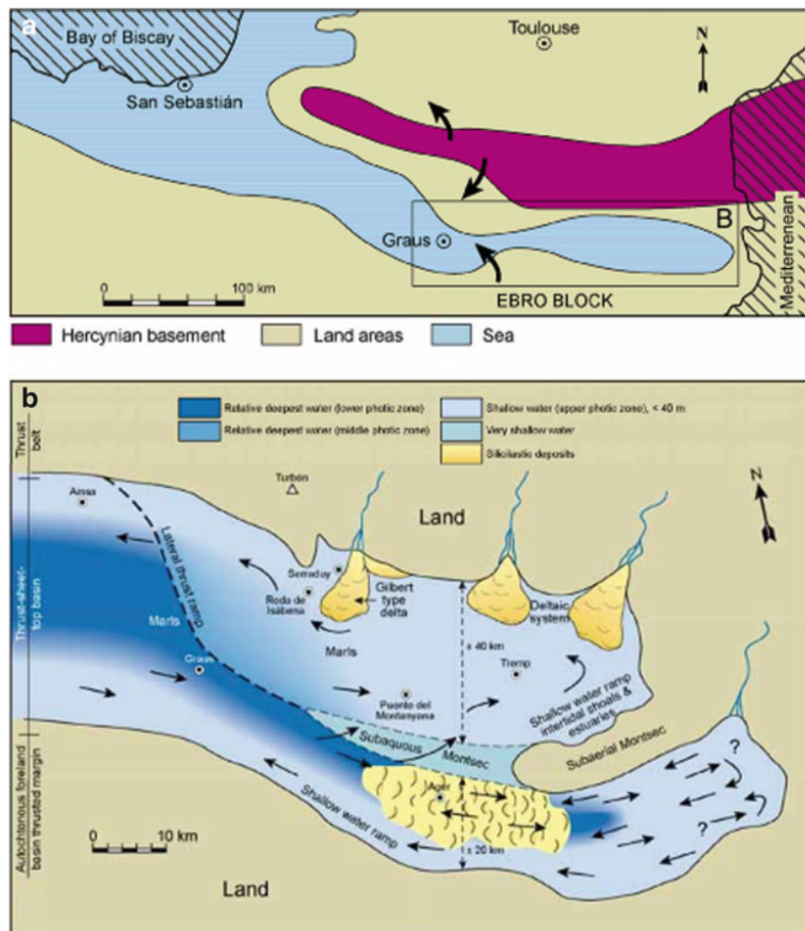 a
Bay of Biscay
Toulouse
N
San Sebastián
Graus
B
Mediterrenean
0 100 km
EBRO BLOCK
Hercynian basement
Land areas
Sea
b
Relative deepest water (lower photic zone)
Shallow water (upper photic zone), < 40 m
Relative deepest water (middle photic zone)
Very shallow water
Siliciclastic deposits
Thrust
belt
Ainsa
Turbón
Land
N
Lateral thrust ramp
Serraduy
Roda de
Isábena
Gilbert
type
delta
Deltaic
system
Thrust-sheet-
top basin
Marls
Marls
± 40 km
Graus
Tremp
Puente del
Montanyana
Shallow water ramp
intertidal shoals &
estuaries
Subaquous Montsec
Subaerial Montsec
?
Ager
Autochtonous foreland
basin thrusted margin
Shallow water ramp
?
± 20 km
0 10 km
Land